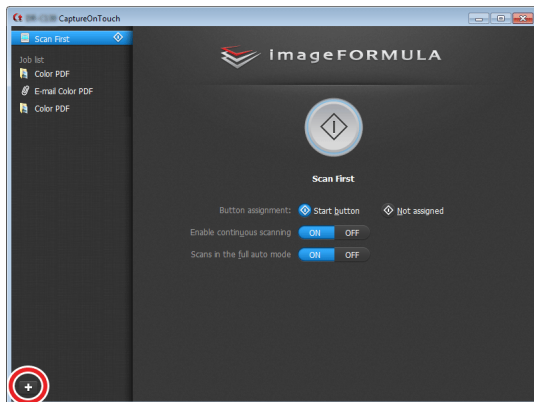 CaptureOnTouch
Scan First
Job list
Color PDF
E-mail Color PDF
Color PDF
imageFORMULA
Scan First
Button assignment: Start button Not assigned
Enable continuous scanning ON OFF
Scans in the full auto mode ON OFF